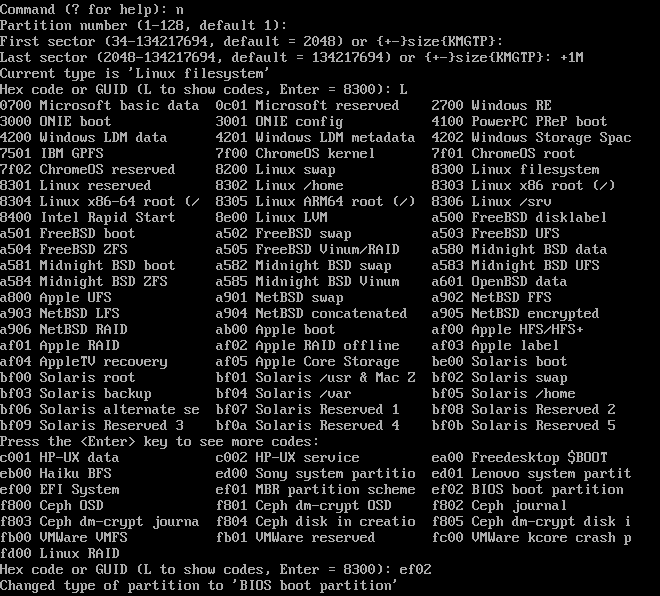 Command (? for help): n
Partition number (1-128, default 1):
First sector (34-134217694, default = 2048) or {+-}size{KMGTP}:
Last sector (2048-134217694, default = 134217694) or {+-}size{KMGTP}: +1M
Current type is 'Linux filesystem'
Hex code or GUID (L to show codes, Enter = 8300): L
0700 Microsoft basic data  0c01 Microsoft reserved    2700 Windows RE
3000 ONIE boot             3001 ONIE config           4100 PowerPC PReP boot
4200 Windows LDM data      4201 Windows LDM metadata  4202 Windows Storage Spac
7501 IBM GPFS              7f00 ChromeOS kernel       7f01 ChromeOS root
7f02 ChromeOS reserved     8200 Linux swap            8300 Linux filesystem
8301 Linux reserved        8302 Linux /home           8303 Linux x86 root (/)
8304 Linux x86-64 root (/  8305 Linux ARM64 root (/)  8306 Linux /srv
8400 Intel Rapid Start     8e00 Linux LVM             a500 FreeBSD disklabel
a501 FreeBSD boot          a502 FreeBSD swap          a503 FreeBSD UFS
a504 FreeBSD ZFS           a505 FreeBSD Vinum/RAID    a580 Midnight BSD data
a581 Midnight BSD boot     a582 Midnight BSD swap     a583 Midnight BSD UFS
a584 Midnight BSD ZFS      a585 Midnight BSD Vinum    a601 OpenBSD data
a800 Apple UFS             a901 NetBSD swap           a902 NetBSD FFS
a903 NetBSD LFS            a904 NetBSD concatenated   a905 NetBSD encrypted
a906 NetBSD RAID           ab00 Apple boot            af00 Apple HFS/HFS+
af01 Apple RAID            af02 Apple RAID offline    af03 Apple label
af04 AppleTV recovery      af05 Apple Core Storage    be00 Solaris boot
bf00 Solaris root          bf01 Solaris /usr & Mac Z  bf02 Solaris swap
bf03 Solaris backup        bf04 Solaris /var          bf05 Solaris /home
bf06 Solaris alternate se  bf07 Solaris Reserved 1    bf08 Solaris Reserved 2
bf09 Solaris Reserved 3    bf0a Solaris Reserved 4    bf0b Solaris Reserved 5
Press the <Enter> key to see more codes:
c001 HP-UX data            c002 HP-UX service         ea00 Freedesktop $BOOT
eb00 Haiku BFS             ed00 Sony system partitio  ed01 Lenovo system partit
ef00 EFI System            ef01 MBR partition scheme  ef02 BIOS boot partition
f800 Ceph OSD              f801 Ceph dm-crypt OSD     f802 Ceph journal
f803 Ceph dm-crypt journa  f804 Ceph disk in creatio  f805 Ceph dm-crypt disk i
fb00 VMWare VMFS           fb01 VMWare reserved       fc00 VMWare kcore crash p
fd00 Linux RAID
Hex code or GUID (L to show codes, Enter = 8300): ef02
Changed type of partition to 'BIOS boot partition'